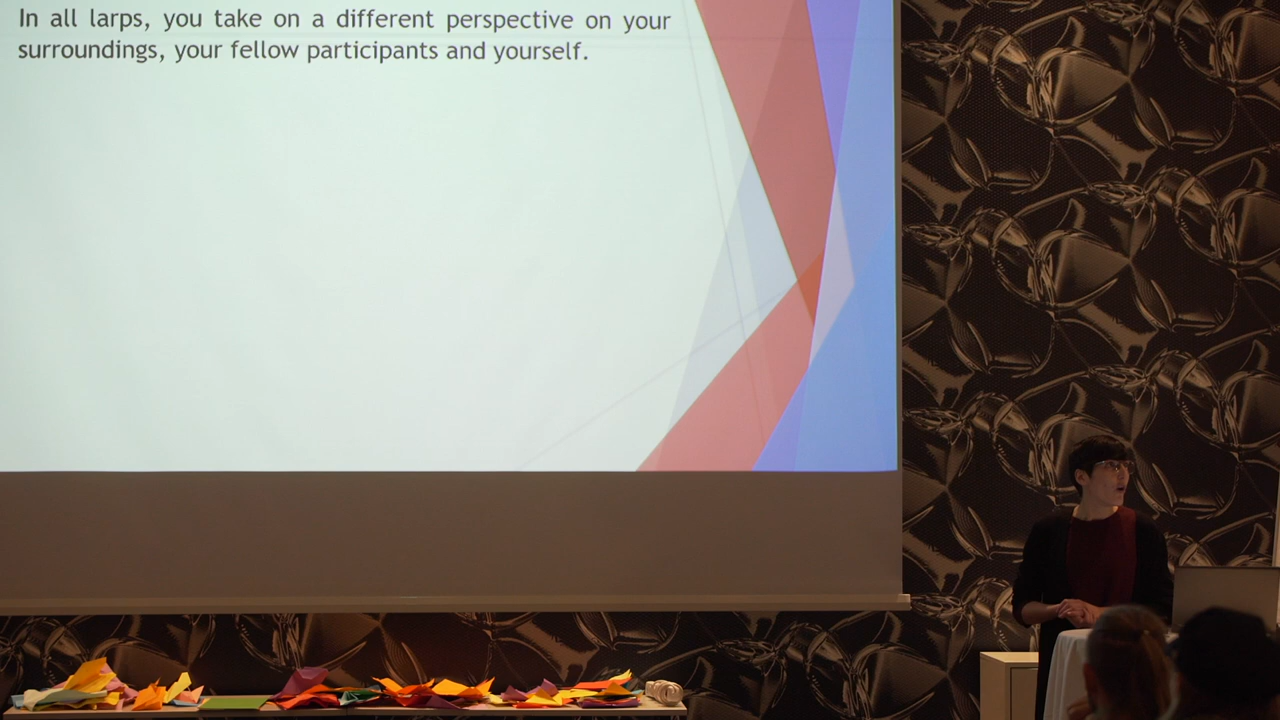 In all larps, you take on a different perspective on your
surroundings, your fellow participants and yourself.